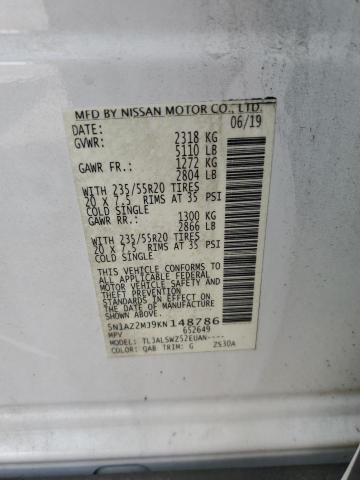 MFD BY NISSAN MOTOR CO., LTD.
DATE: 06/19
GVWR: 2318 KG
5110 LB
GAWR FR.: 1272 KG
2804 LB
WITH 235/55R20 TIRES
20 x 7.5 RIMS AT 35 PSI
COLD SINGLE
GAWR RR.: 1300 KG
2866 LB
WITH 235/55R20 TIRES
20 x 7.5 RIMS AT 35 PSI
COLD SINGLE
THIS VEHICLE CONFORMS TO ALL
APPLICABLE FEDERAL MOTOR VEHICLE
SAFETY STANDARDS IN EFFECT ON
THE DATE OF MANUFACTURE
SHOWN ABOVE.
5N1AZ2MJ9KN148786
MPV 652649
MODEL: TLJALSWZ52EUAN----
COLOR: QAB TRIM: G ZS30A